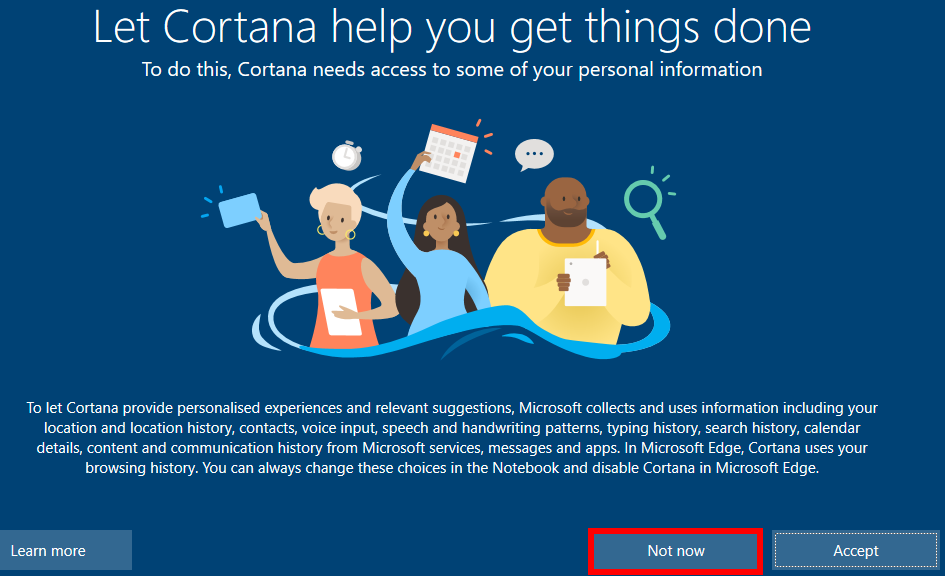 Let Cortana help you get things done
To do this, Cortana needs access to some of your personal information
To let Cortana provide personalised experiences and relevant suggestions, Microsoft collects and uses information including your
location and location history, contacts, voice input, speech and handwriting patterns, typing history, search history, calendar
details, content and communication history from Microsoft services, messages and apps. In Microsoft Edge, Cortana uses your
browsing history. You can always change these choices in the Notebook and disable Cortana in Microsoft Edge.
Learn more
Not now
Accept